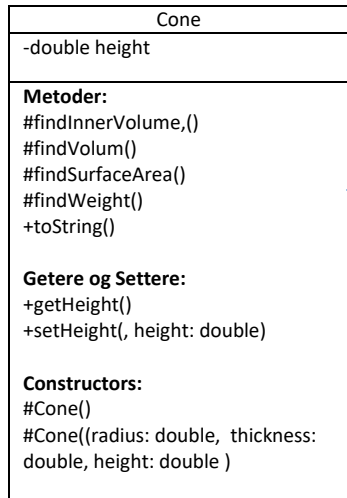 Cone
-double height
Metoder:
#findInnerVolume,()
#findVolum()
#findSurfaceArea()
#findWeight()
+toString()
Getere og Settere:
+getHeight()
+setHeight(, height: double)
Constructors:
#Cone()
#Cone((radius: double, thickness:
double, height: double )